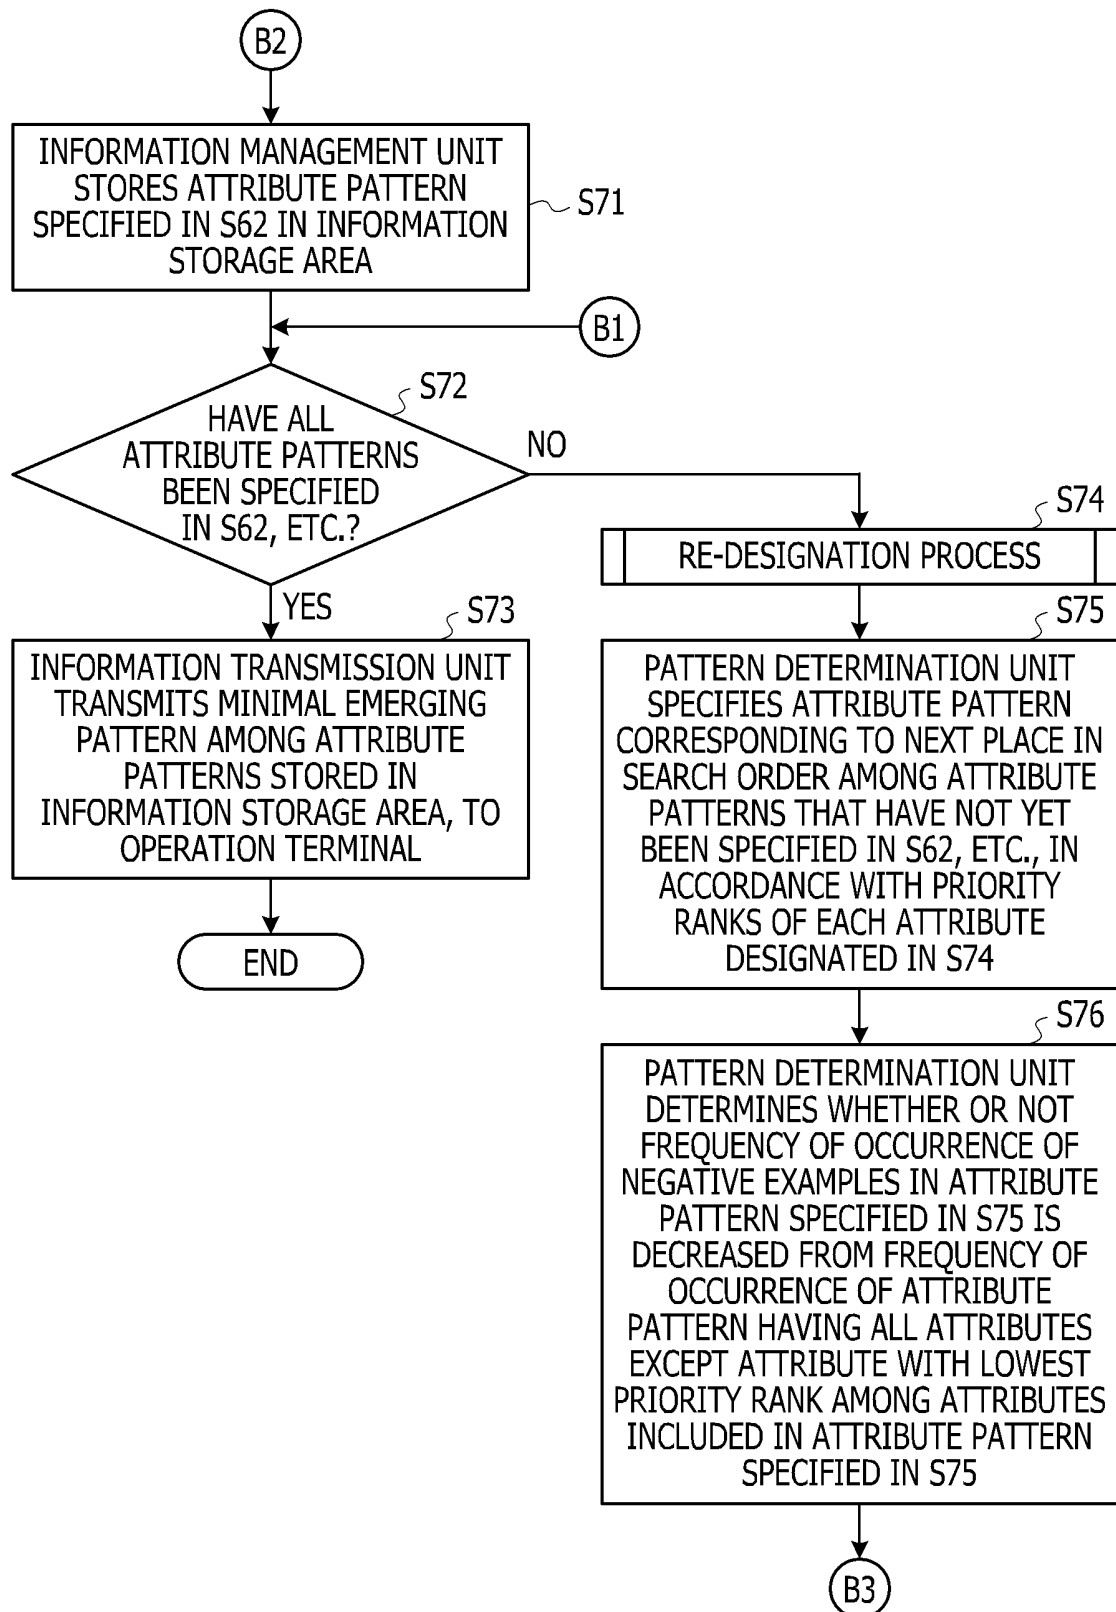 B2
INFORMATION MANAGEMENT UNIT
STORES ATTRIBUTE PATTERN
SPECIFIED IN S62 IN INFORMATION
STORAGE AREA
S71
B1
S72
HAVE ALL
ATTRIBUTE PATTERNS
BEEN SPECIFIED
IN S62, ETC.?
NO
YES
S73
INFORMATION TRANSMISSION UNIT
TRANSMITS MINIMAL EMERGING
PATTERN AMONG ATTRIBUTE
PATTERNS STORED IN
INFORMATION STORAGE AREA, TO
OPERATION TERMINAL
END
S74
RE-DESIGNATION PROCESS
S75
PATTERN DETERMINATION UNIT
SPECIFIES ATTRIBUTE PATTERN
CORRESPONDING TO NEXT PLACE IN
SEARCH ORDER AMONG ATTRIBUTE
PATTERNS THAT HAVE NOT YET
BEEN SPECIFIED IN S62, ETC., IN
ACCORDANCE WITH PRIORITY
RANKS OF EACH ATTRIBUTE
DESIGNATED IN S74
S76
PATTERN DETERMINATION UNIT
DETERMINES WHETHER OR NOT
FREQUENCY OF OCCURRENCE OF
NEGATIVE EXAMPLES IN ATTRIBUTE
PATTERN SPECIFIED IN S75 IS
DECREASED FROM FREQUENCY OF
OCCURRENCE OF ATTRIBUTE
PATTERN HAVING ALL ATTRIBUTES
EXCEPT ATTRIBUTE WITH LOWEST
PRIORITY RANK AMONG ATTRIBUTES
INCLUDED IN ATTRIBUTE PATTERN
SPECIFIED IN S75
B3